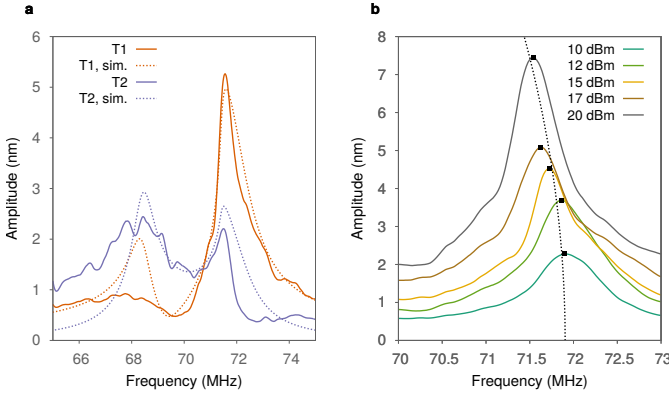 a
Amplitude (nm)
6
5
4
3
2
1
0
T1
T1, sim.
T2
T2, sim.
66 68 70 72 74
Frequency (MHz)
b
Amplitude (nm)
8
7
6
5
4
3
2
1
0
10 dBm
12 dBm
15 dBm
17 dBm
20 dBm
70 70.5 71 71.5 72 72.5 73
Frequency (MHz)